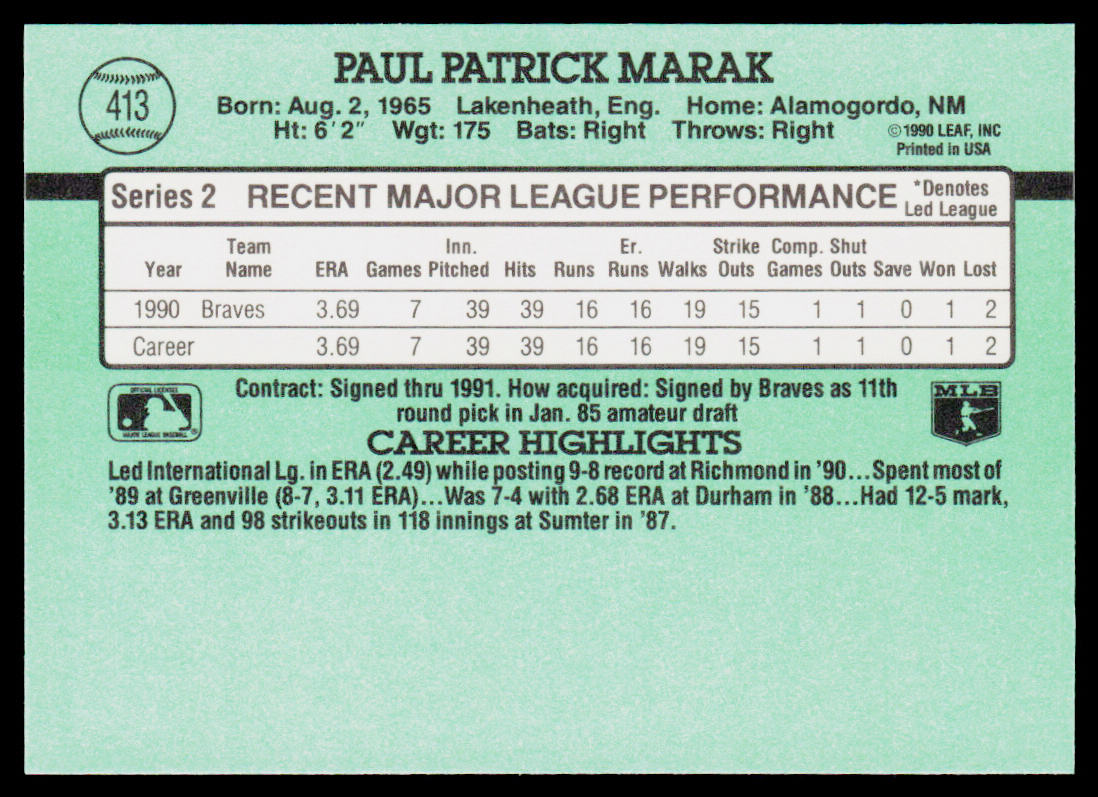 413
PAUL PATRICK MARAK
Born: Aug. 2, 1965 Lakenheath, Eng. Home: Alamogordo, NM
Ht: 6'2" Wgt: 175 Bats: Right Throws: Right
©1990 LEAF, INC
Printed in USA
Series 2 RECENT MAJOR LEAGUE PERFORMANCE *Denotes
Led League
Team Inn. Er. Strike Comp. Shut
Year Name ERA Games Pitched Hits Runs Runs Walks Outs Games Outs Save Won Lost
1990 Braves 3.69 7 39 39 16 16 19 15 1 1 0 1 2
Career 3.69 7 39 39 16 16 19 15 1 1 0 1 2
OFFICIAL LICENSEE
MAJOR LEAGUE BASEBALL
Contract: Signed thru 1991. How acquired: Signed by Braves as 11th
round pick in Jan. 85 amateur draft
MLB
CAREER HIGHLIGHTS
Led International Lg. in ERA (2.49) while posting 9-8 record at Richmond in '90...Spent most of
'89 at Greenville (8-7, 3.11 ERA)...Was 7-4 with 2.68 ERA at Durham in '88...Had 12-5 mark,
3.13 ERA and 98 strikeouts in 118 innings at Sumter in '87.